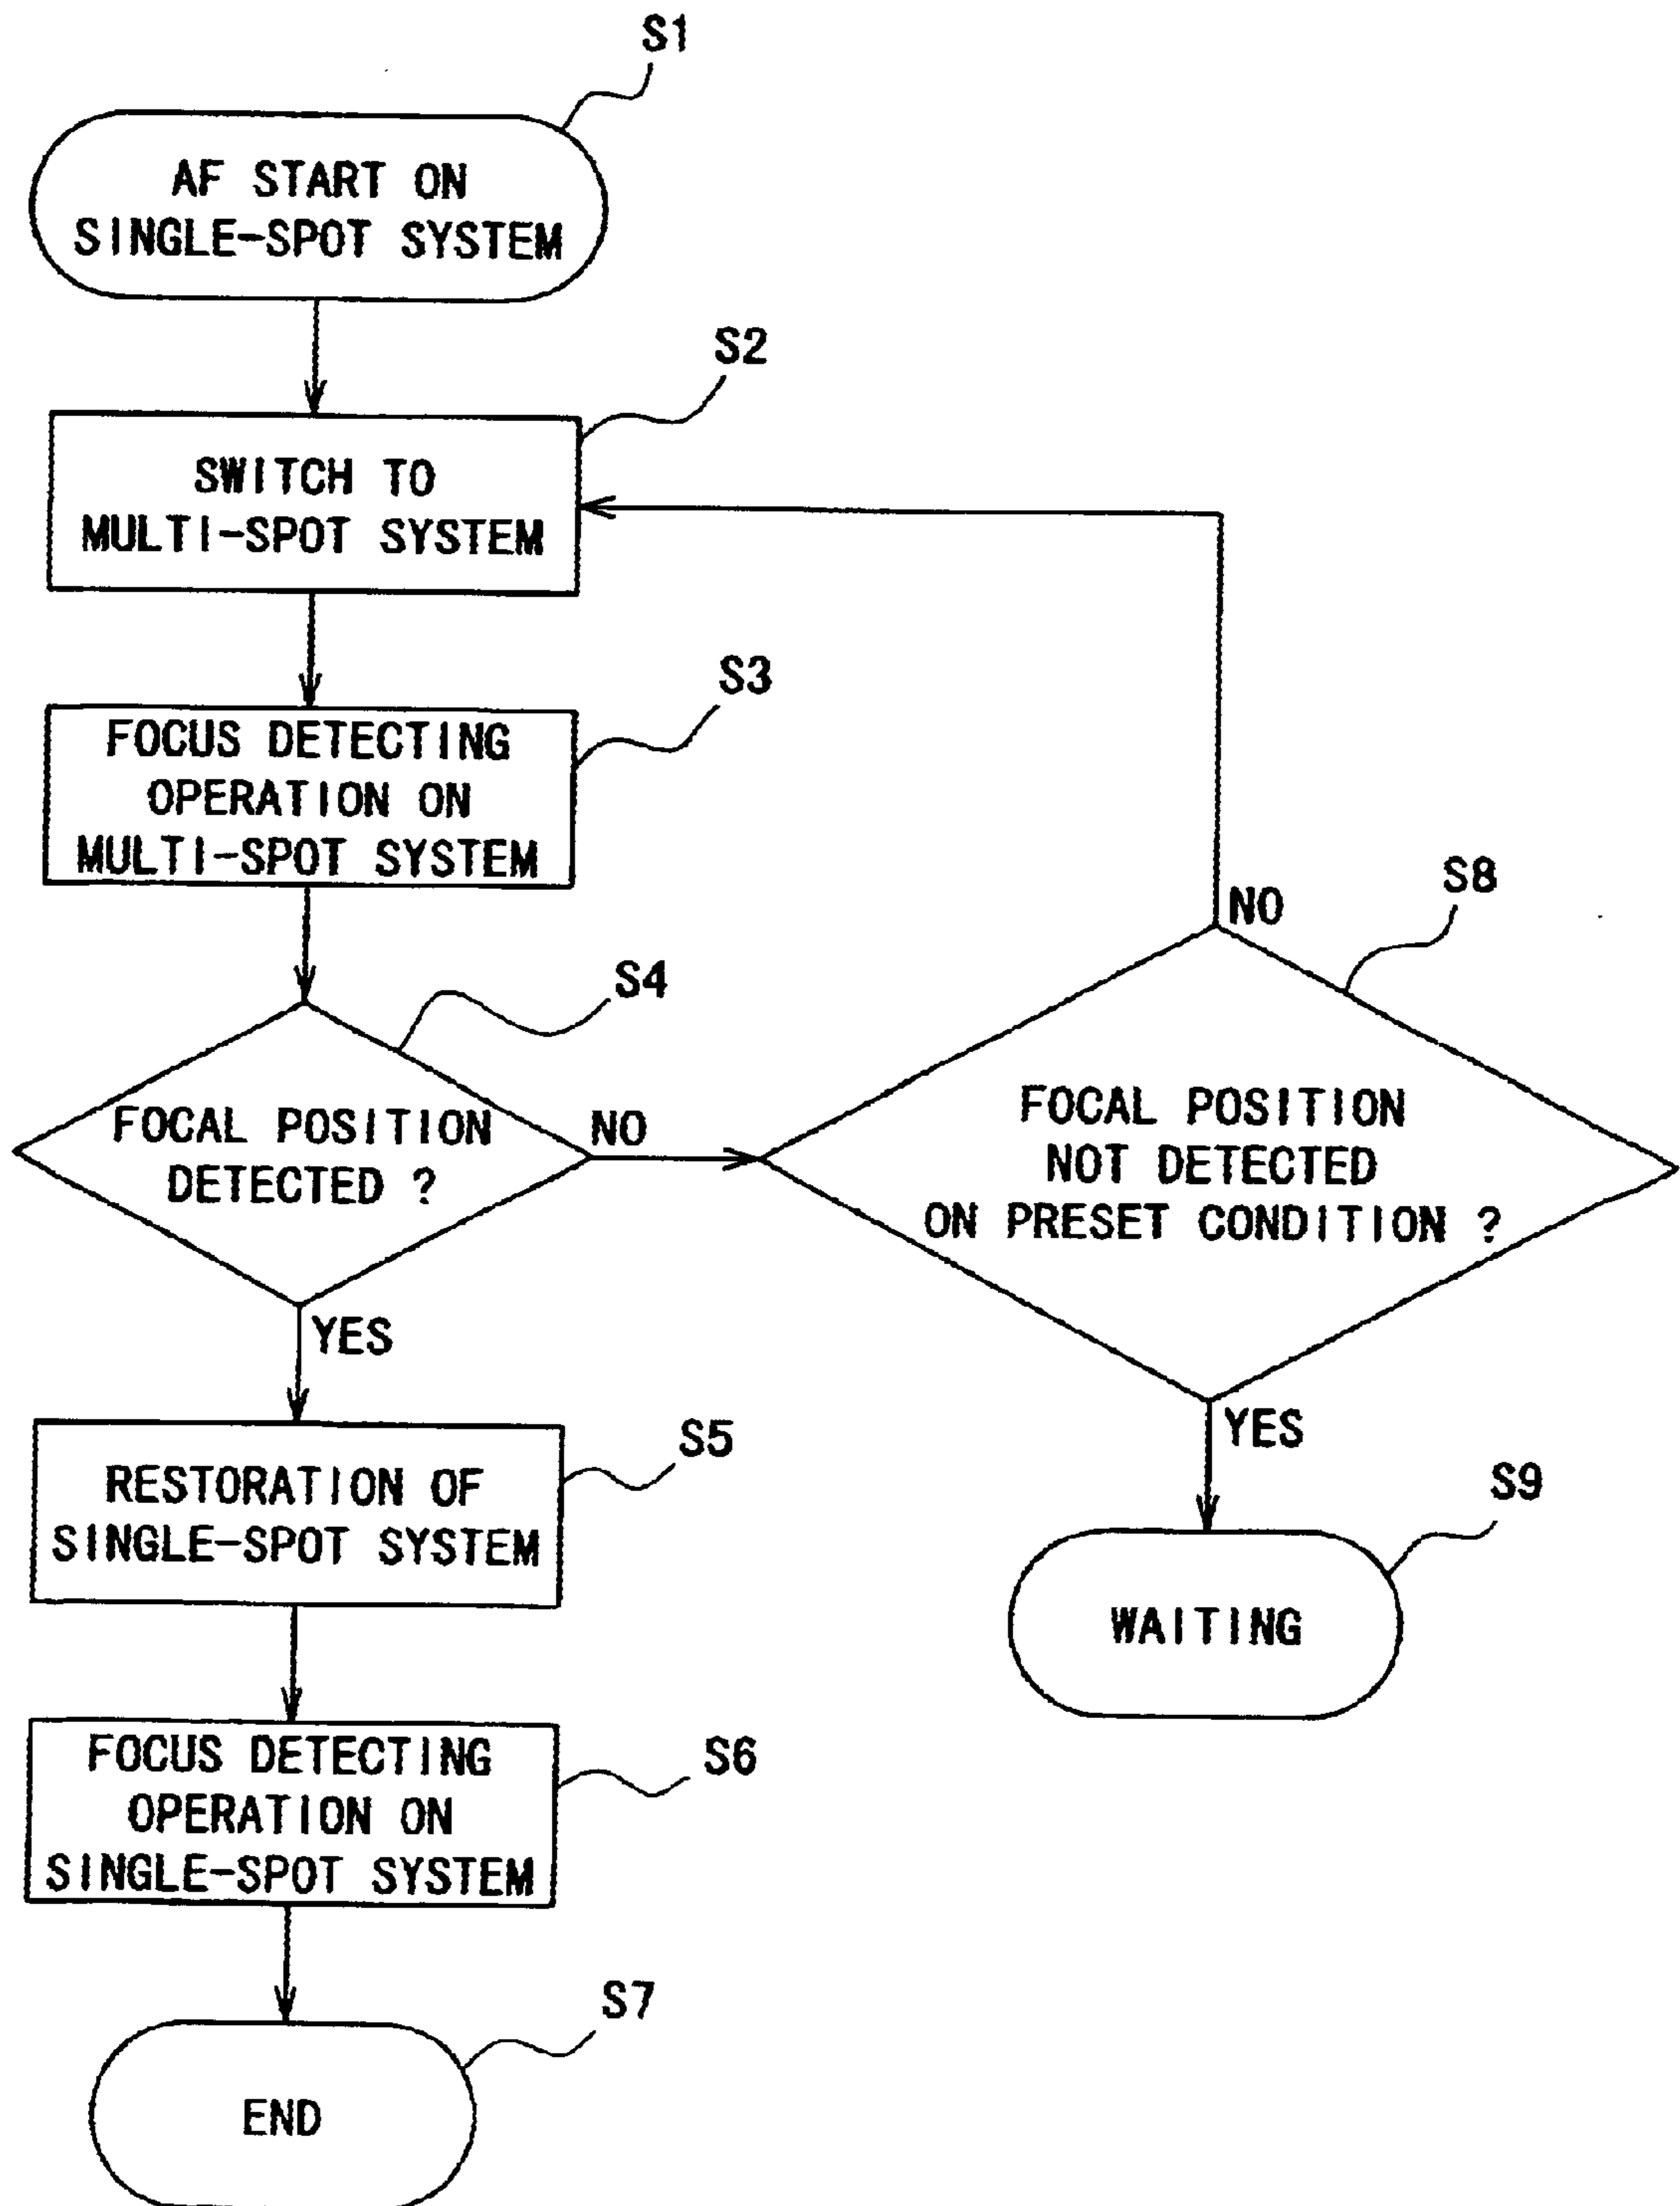 S1
AF START ON
SINGLE-SPOT SYSTEM
S2
SWITCH TO
MULTI-SPOT SYSTEM
S3
FOCUS DETECTING
OPERATION ON
MULTI-SPOT SYSTEM
S4
FOCAL POSITION
DETECTED ?
NO
YES
S8
NO
FOCAL POSITION
NOT DETECTED
ON PRESET CONDITION ?
YES
S5
RESTORATION OF
SINGLE-SPOT SYSTEM
S9
WAITING
S6
FOCUS DETECTING
OPERATION ON
SINGLE-SPOT SYSTEM
S7
END